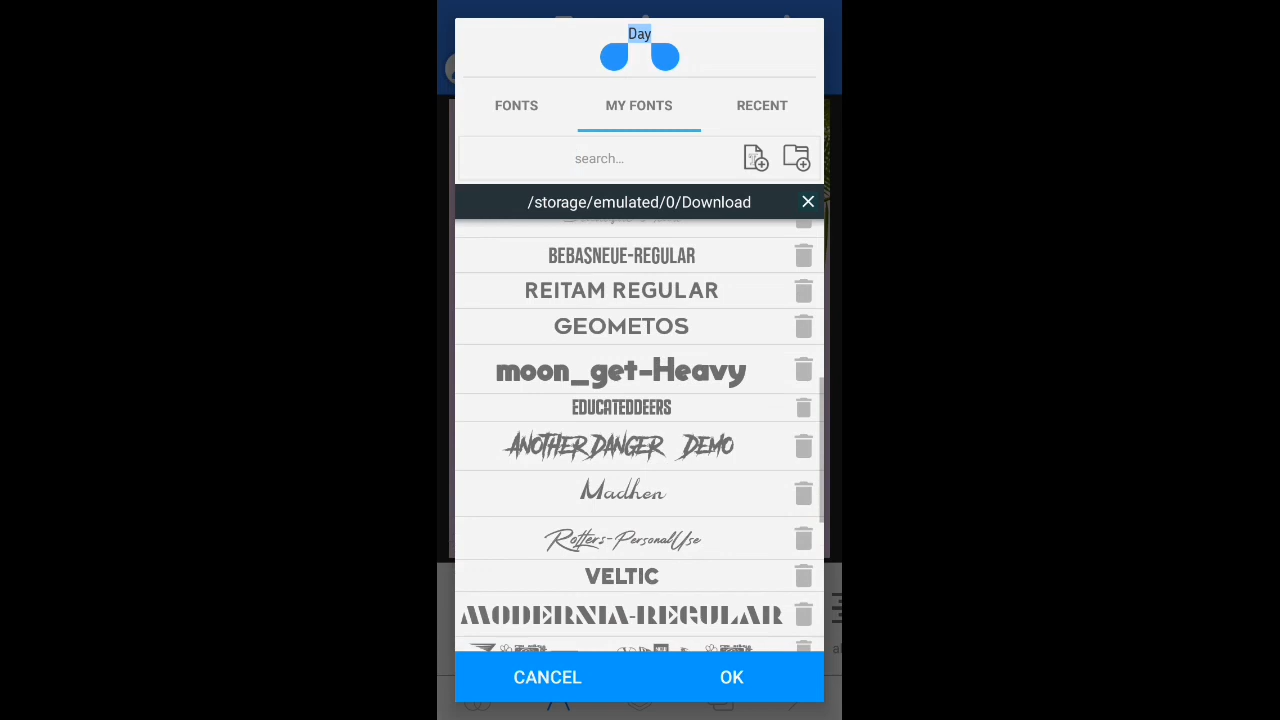 Day
FONTS MY FONTS RECENT
search...
/storage/emulated/0/Download
BEBASNEUE-REGULAR
REITAM REGULAR
GEOMETOS
moon_get-Heavy
EDUCATEDDEERS
ANOTHER DANGER DEMO
Madhen
Rotters-PersonalUse
VELTIC
MODERNIA-REGULAR
CANCEL OK